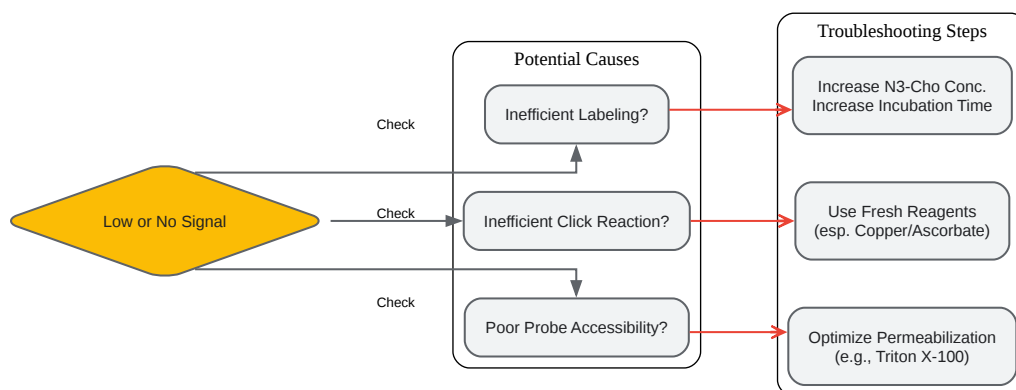 Troubleshooting Steps
Potential Causes
Increase N3-Cho Conc.
Increase Incubation Time
Inefficient Labeling?
Check
Low or No Signal
Check
Inefficient Click Reaction?
Use Fresh Reagents
(esp. Copper/Ascorbate)
Check
Poor Probe Accessibility?
Optimize Permeabilization
(e.g., Triton X-100)